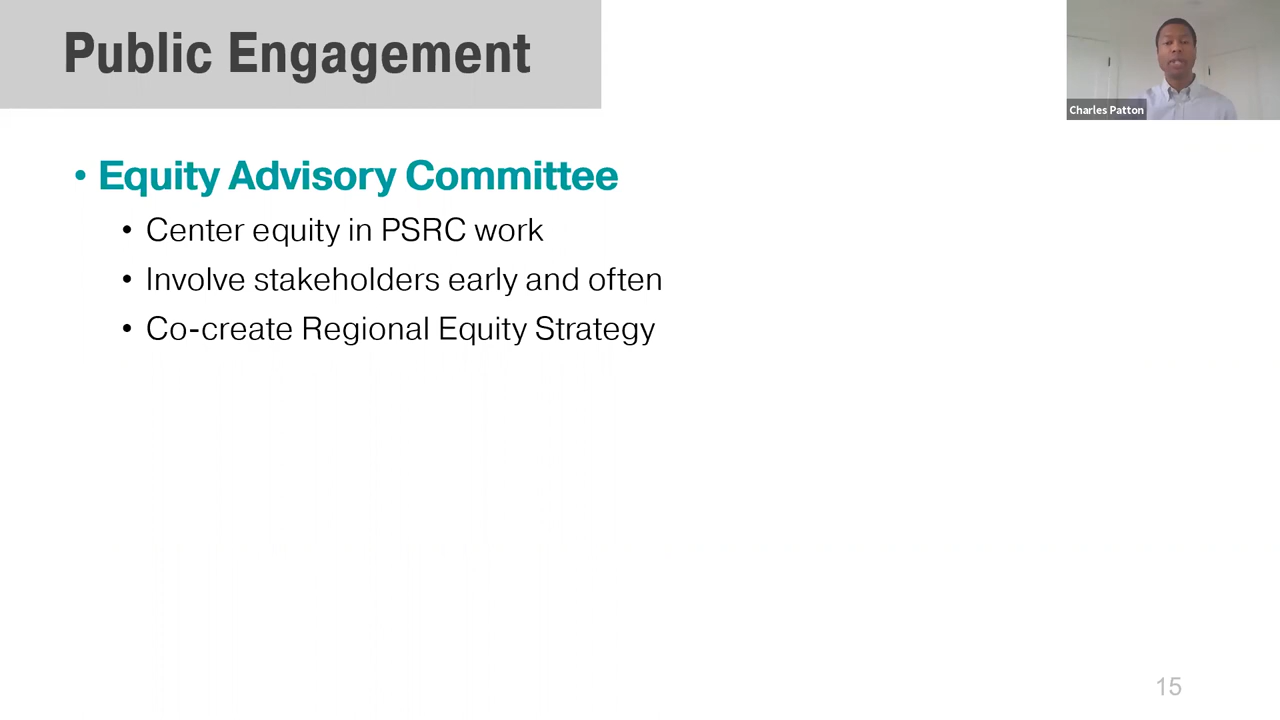 Public Engagement
Charles Patton
• Equity Advisory Committee
• Center equity in PSRC work
• Involve stakeholders early and often
• Co-create Regional Equity Strategy
15